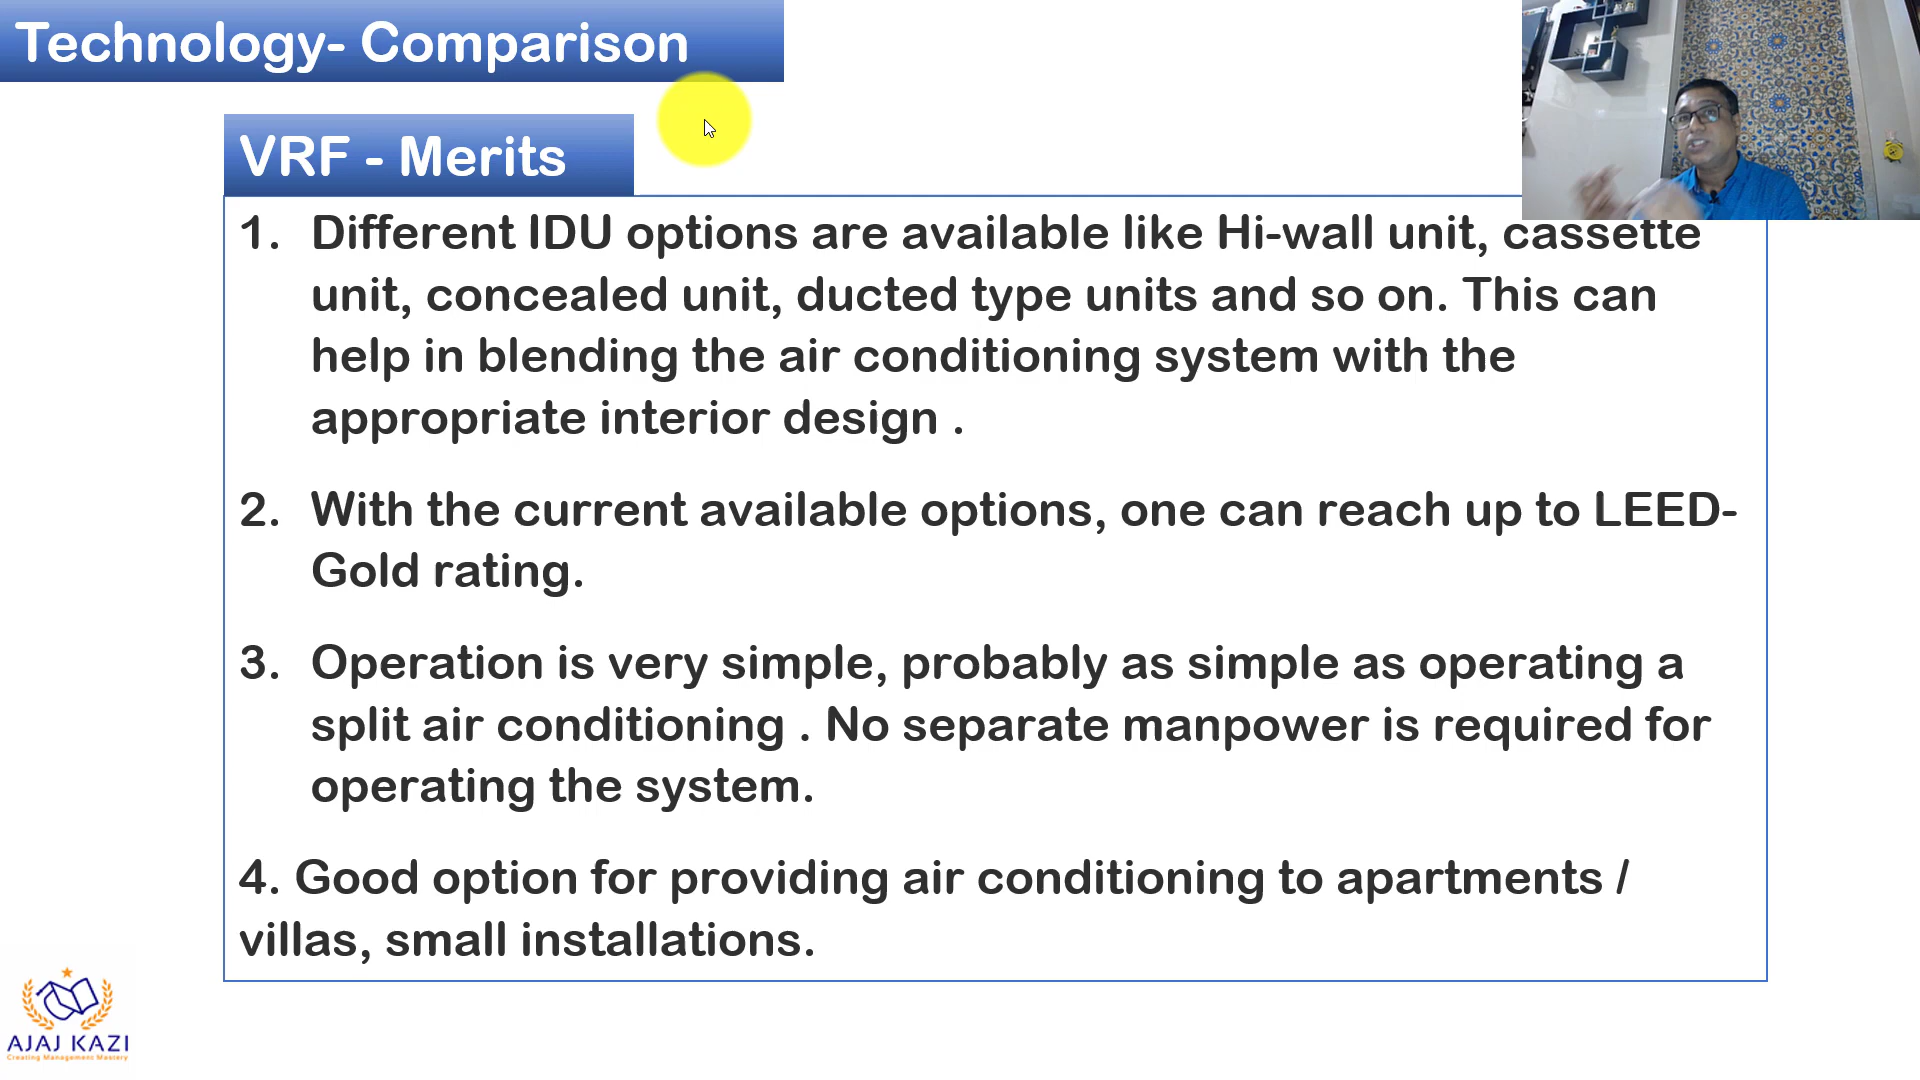 Technology- Comparison
VRF - Merits
1. Different IDU options are available like Hi-wall unit, cassette
unit, concealed unit, ducted type units and so on. This can
help in blending the air conditioning system with the
appropriate interior design .
2. With the current available options, one can reach up to LEED-
Gold rating.
3. Operation is very simple, probably as simple as operating a
split air conditioning . No separate manpower is required for
operating the system.
4. Good option for providing air conditioning to apartments /
villas, small installations.
AJAJ KAZI
Creating Management Mastery